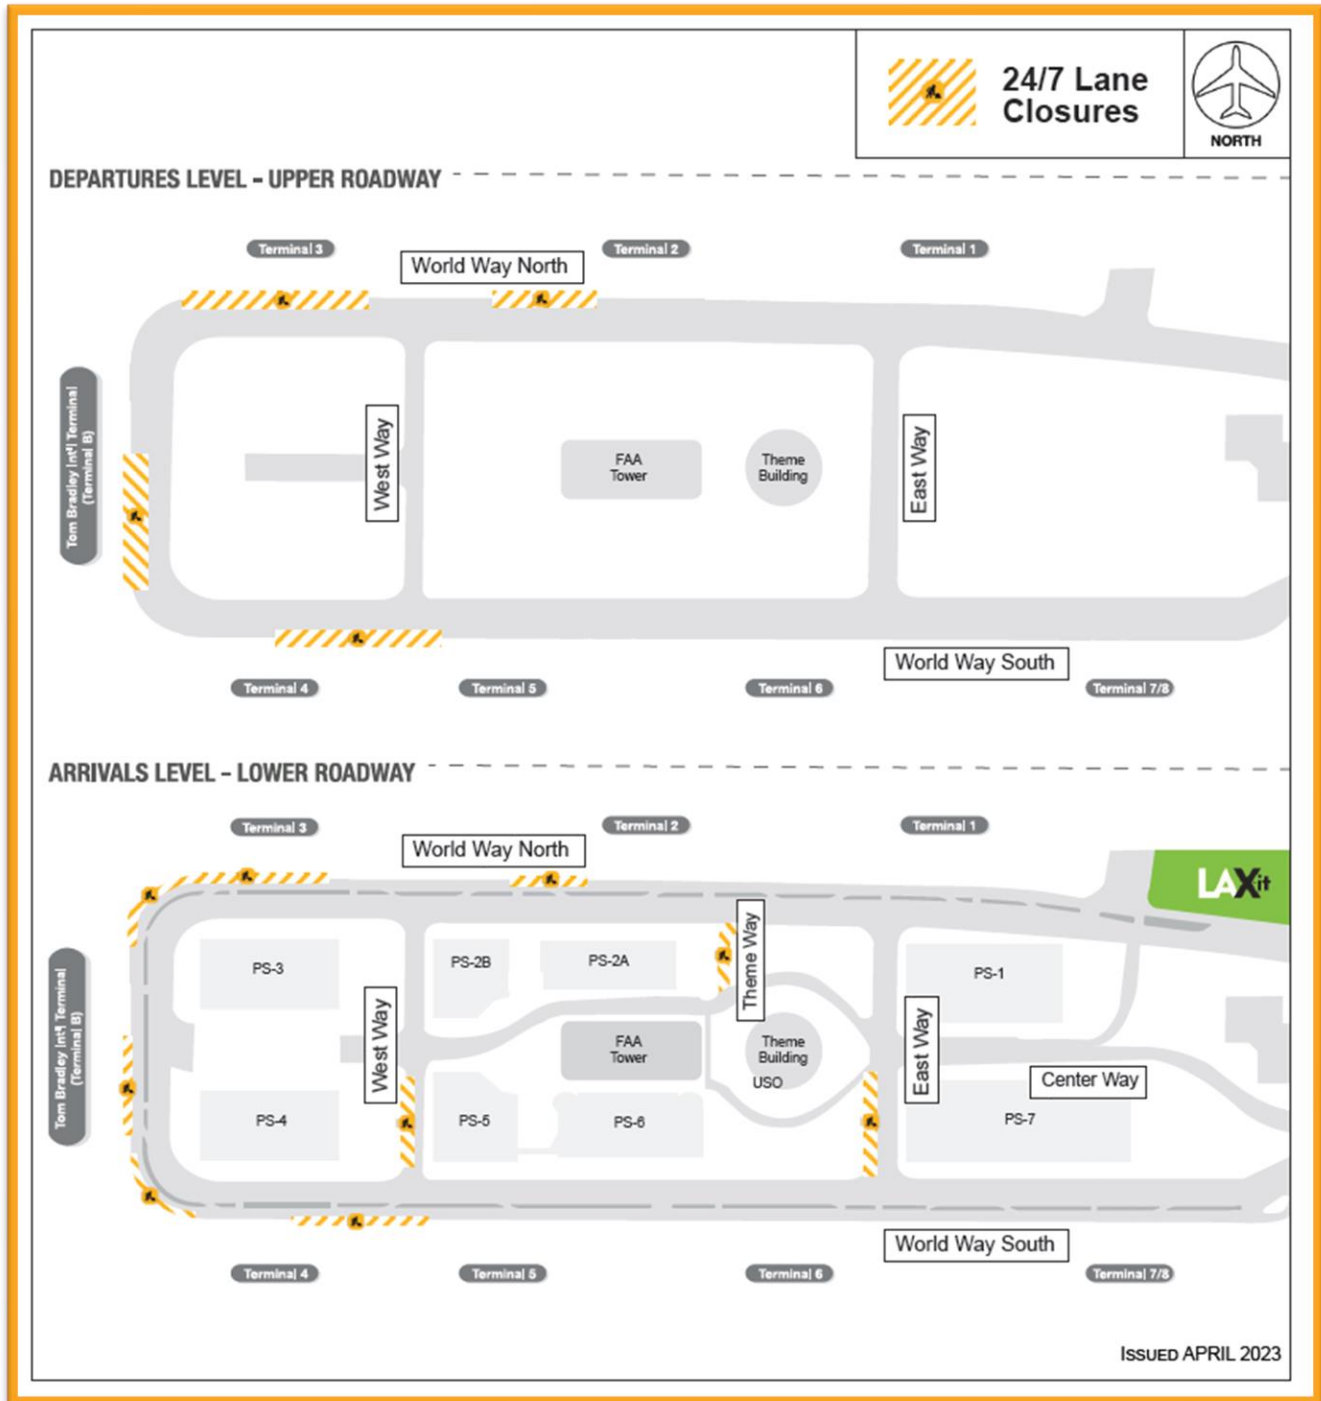 24/7 Lane
Closures
NORTH
DEPARTURES LEVEL - UPPER ROADWAY
Terminal 3
Terminal 2
Terminal 1
World Way North
Tom Bradley Int'l Terminal
(Terminal B)
West Way
FAA
Tower
Theme
Building
East Way
World Way South
Terminal 4
Terminal 5
Terminal 6
Terminal 7/8
ARRIVALS LEVEL - LOWER ROADWAY
Terminal 3
Terminal 2
Terminal 1
World Way North
LAXit
Theme Way
PS-3
PS-2B
PS-2A
PS-1
Tom Bradley Int'l Terminal
(Terminal B)
West Way
FAA
Tower
Theme
Building
USO
East Way
Center Way
PS-4
PS-5
PS-6
PS-7
World Way South
Terminal 4
Terminal 5
Terminal 6
Terminal 7/8
ISSUED APRIL 2023